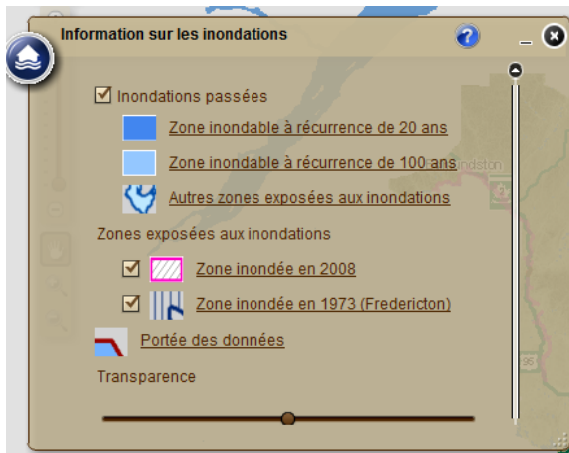 Information sur les inondations
Inondations passées
Zone inondable à récurrence de 20 ans
Zone inondable à récurrence de 100 ans
Autres zones exposées aux inondations
Zones exposées aux inondations
Zone inondée en 2008
Zone inondée en 1973 (Fredericton)
Portée des données
Transparence